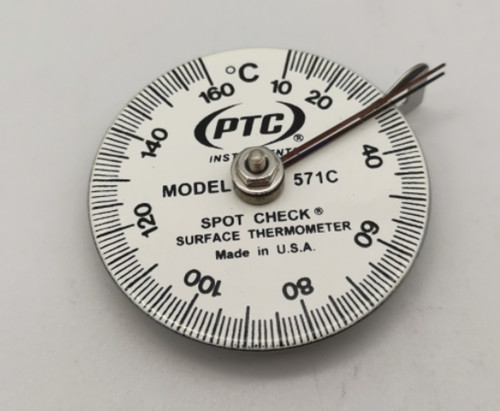 °C
160 10 20
140 40
PTC®
INSTRUMENTS
MODEL 571C
120 60
SPOT CHECK®
SURFACE THERMOMETER
Made in U.S.A.
100 80